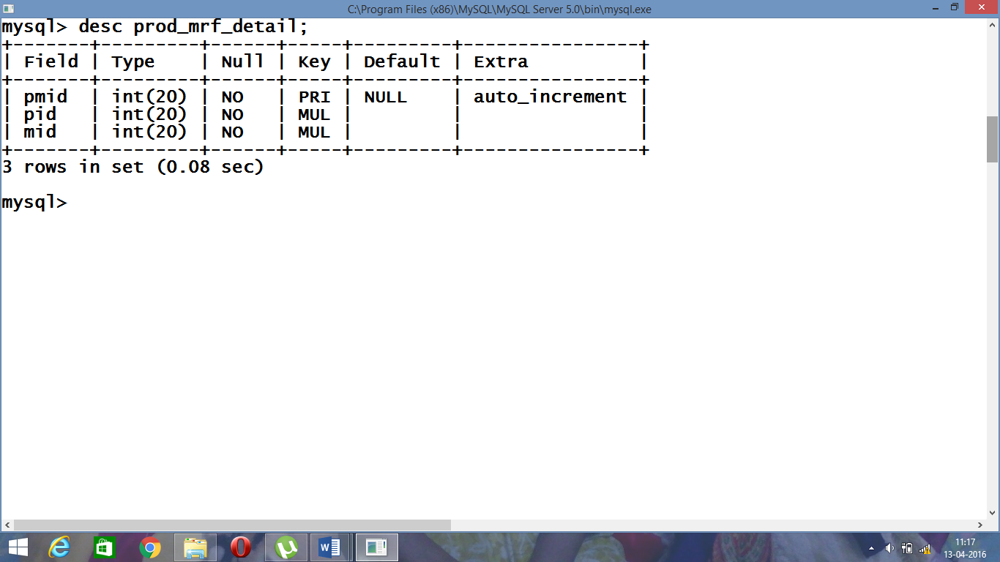 C:\Program Files (x86)\MySQL\MySQL Server 5.0\bin\mysql.exe
mysql> desc prod_mrf_detail;
+-------+---------+------+-----+---------+----------------+
| Field | Type    | Null | Key | Default | Extra          |
+-------+---------+------+-----+---------+----------------+
| pmid  | int(20) | NO   | PRI | NULL    | auto_increment |
| pid   | int(20) | NO   | MUL |         |                |
| mid   | int(20) | NO   | MUL |         |                |
+-------+---------+------+-----+---------+----------------+
3 rows in set (0.08 sec)
mysql>
11:17
13-04-2016